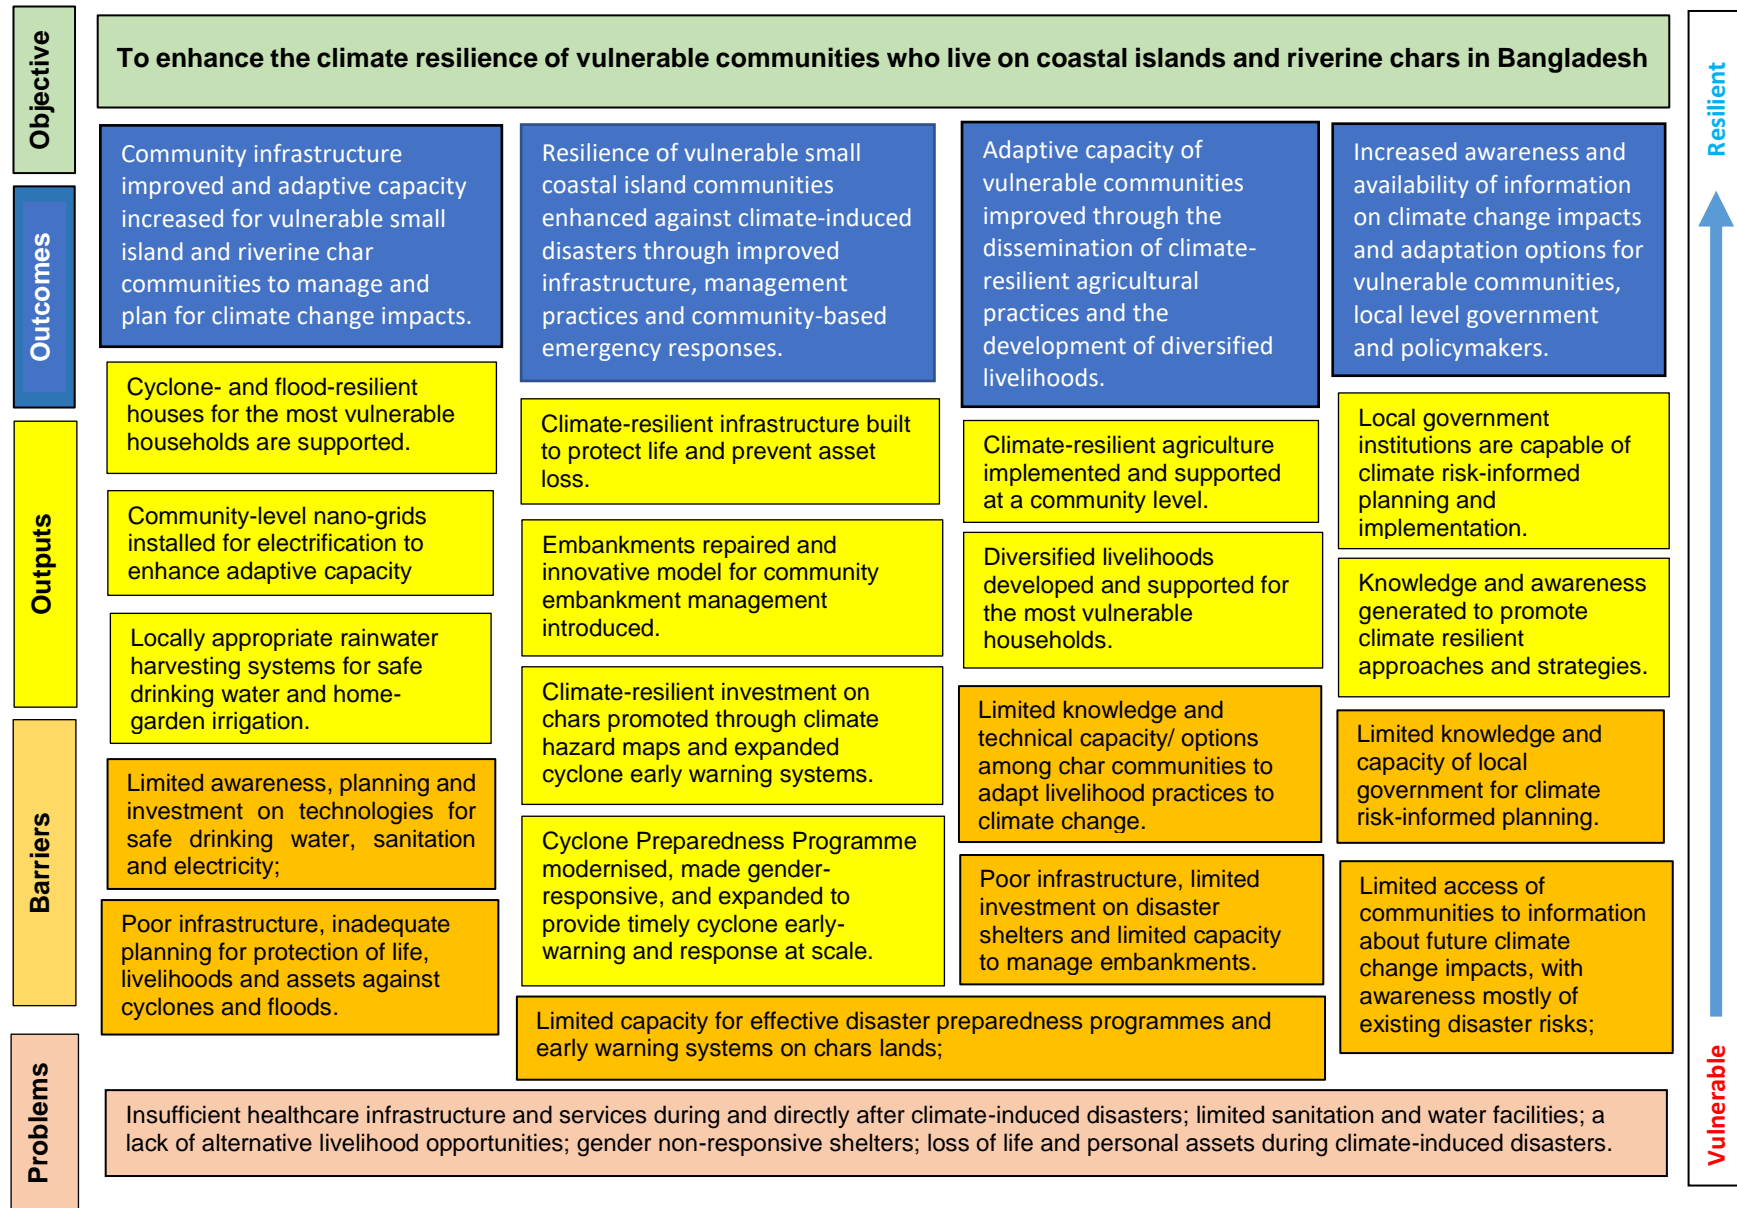 Objective
To enhance the climate resilience of vulnerable communities who live on coastal islands and riverine chars in Bangladesh
Resilient
Outcomes
Community infrastructure
improved and adaptive capacity
increased for vulnerable small
island and riverine char
communities to manage and
plan for climate change impacts.
Resilience of vulnerable small
coastal island communities
enhanced against climate-induced
disasters through improved
infrastructure, management
practices and community-based
emergency responses.
Adaptive capacity of
vulnerable communities
improved through the
dissemination of climate-
resilient agricultural
practices and the
development of diversified
livelihoods.
Increased awareness and
availability of information
on climate change impacts
and adaptation options for
vulnerable communities,
local level government
and policymakers.
Outputs
Cyclone- and flood-resilient
houses for the most vulnerable
households are supported.
Community-level nano-grids
installed for electrification to
enhance adaptive capacity
Locally appropriate rainwater
harvesting systems for safe
drinking water and home-
garden irrigation.
Climate-resilient infrastructure built
to protect life and prevent asset
loss.
Embankments repaired and
innovative model for community
embankment management
introduced.
Climate-resilient investment on
chars promoted through climate
hazard maps and expanded
cyclone early warning systems.
Cyclone Preparedness Programme
modernised, made gender-
responsive, and expanded to
provide timely cyclone early-
warning and response at scale.
Climate-resilient agriculture
implemented and supported
at a community level.
Diversified livelihoods
developed and supported for
the most vulnerable
households.
Local government
institutions are capable of
climate risk-informed
planning and
implementation.
Knowledge and awareness
generated to promote
climate resilient
approaches and strategies.
Barriers
Limited awareness, planning and
investment on technologies for
safe drinking water, sanitation
and electricity;
Poor infrastructure, inadequate
planning for protection of life,
livelihoods and assets against
cyclones and floods.
Limited knowledge and
technical capacity/ options
among char communities to
adapt livelihood practices to
climate change.
Poor infrastructure, limited
investment on disaster
shelters and limited capacity
to manage embankments.
Limited capacity for effective disaster preparedness programmes and
early warning systems on chars lands;
Limited knowledge and
capacity of local
government for climate
risk-informed planning.
Limited access of
communities to information
about future climate
change impacts, with
awareness mostly of
existing disaster risks;
Problems
Insufficient healthcare infrastructure and services during and directly after climate-induced disasters; limited sanitation and water facilities; a
lack of alternative livelihood opportunities; gender non-responsive shelters; loss of life and personal assets during climate-induced disasters.
Vulnerable